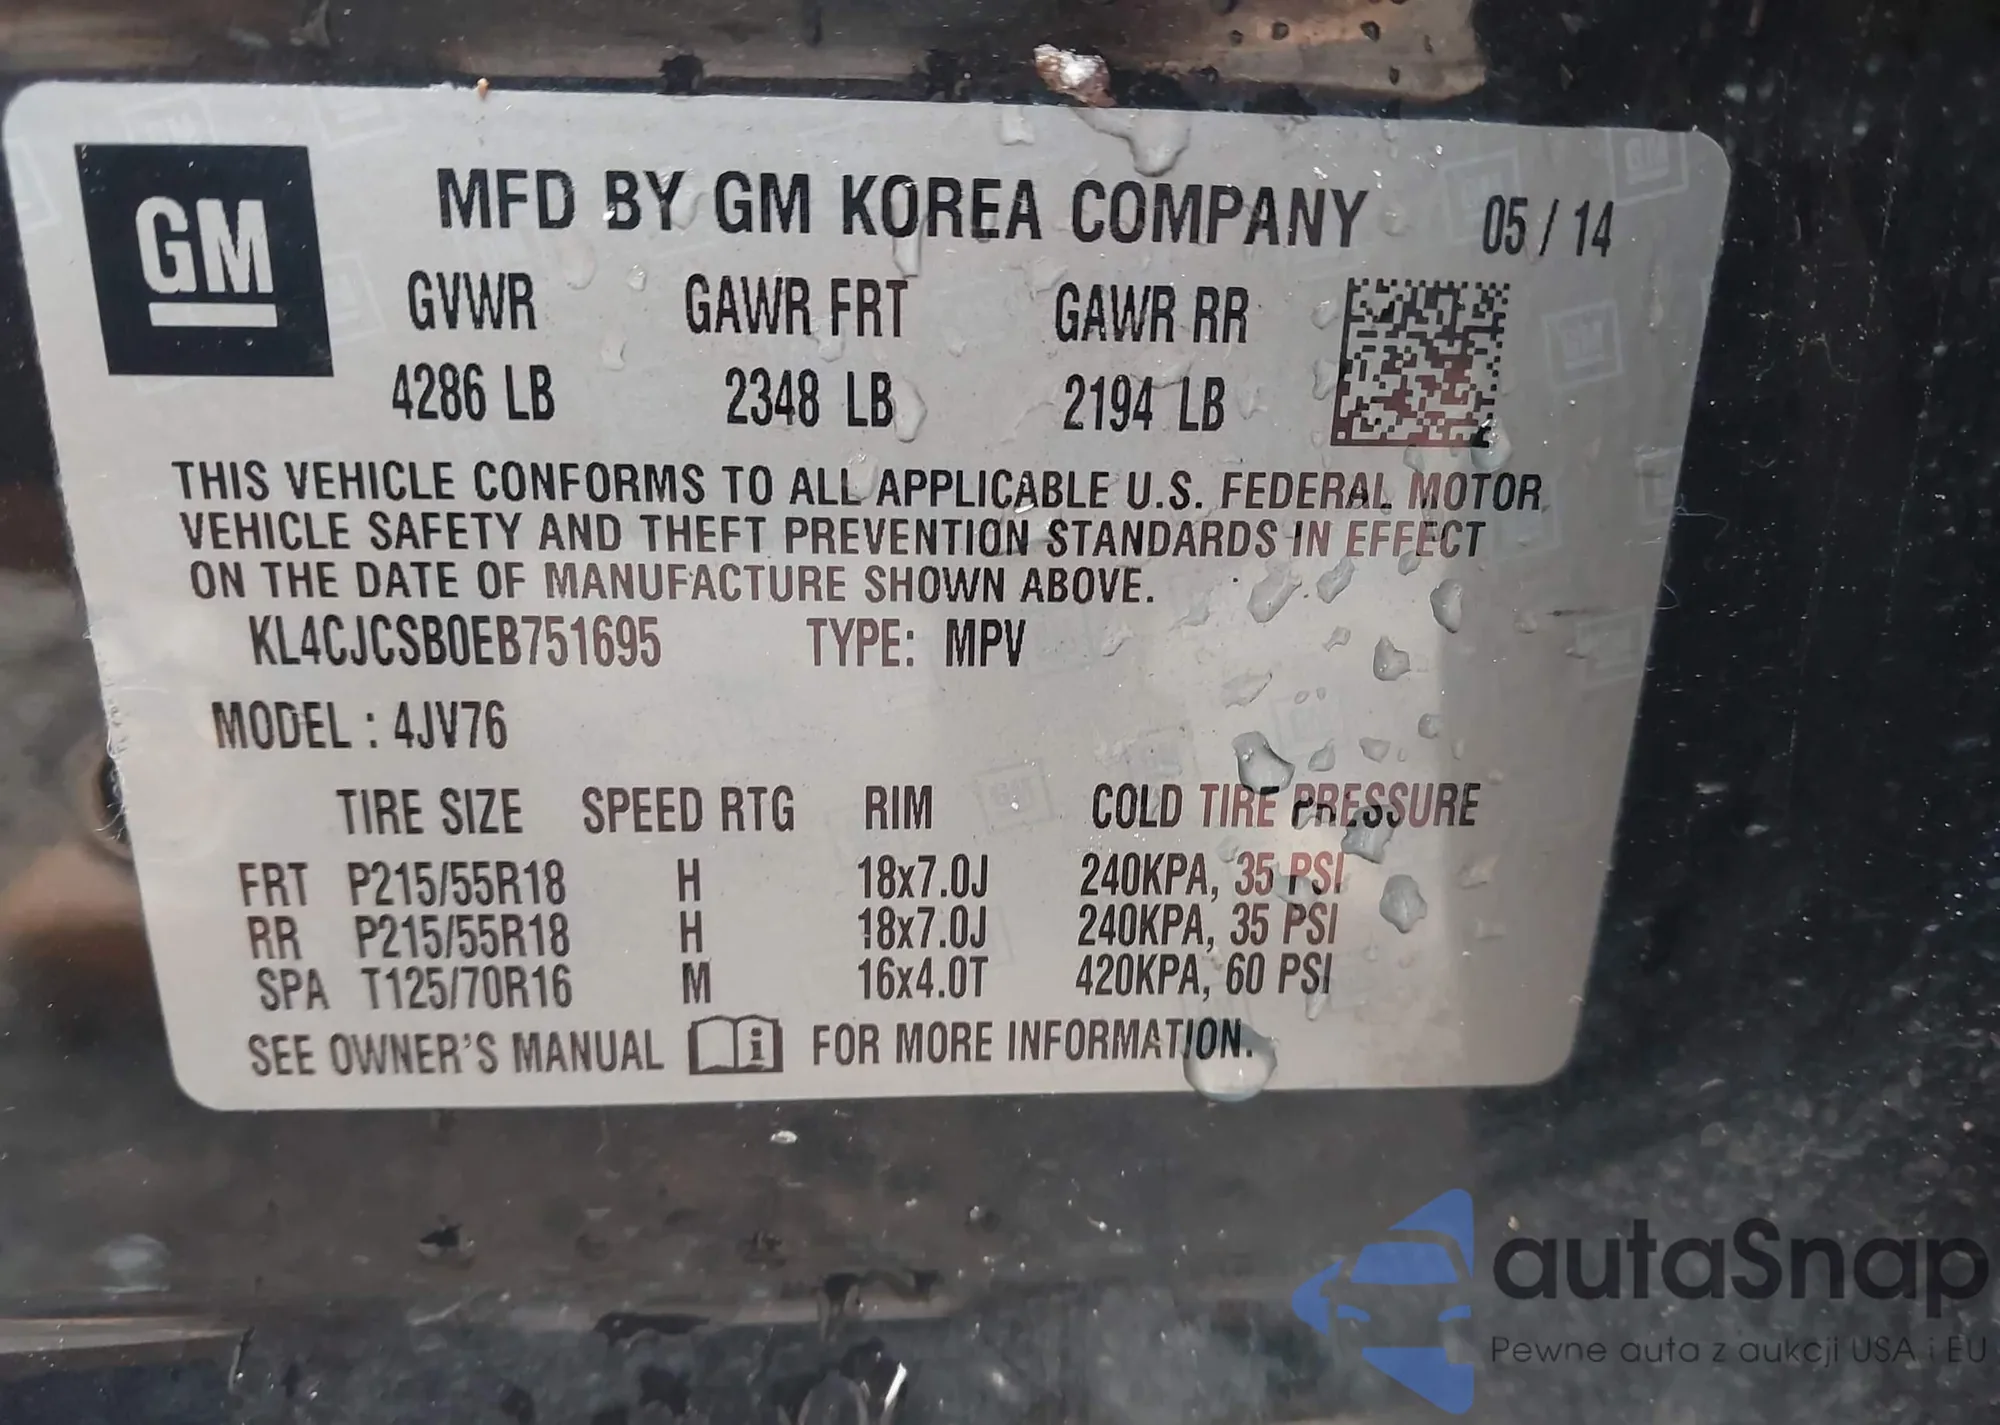 GM
MFD BY GM KOREA COMPANY 05 / 14
GVWR GAWR FRT GAWR RR
4286 LB 2348 LB 2194 LB
THIS VEHICLE CONFORMS TO ALL APPLICABLE U.S. FEDERAL MOTOR
VEHICLE SAFETY AND THEFT PREVENTION STANDARDS IN EFFECT
ON THE DATE OF MANUFACTURE SHOWN ABOVE.
KL4CJCSB0EB751695 TYPE: MPV
MODEL : 4JV76
TIRE SIZE SPEED RTG RIM COLD TIRE PRESSURE
FRT P215/55R18 H 18x7.0J 240KPA, 35 PSI
RR P215/55R18 H 18x7.0J 240KPA, 35 PSI
SPA T125/70R16 M 16x4.0T 420KPA, 60 PSI
SEE OWNER'S MANUAL i FOR MORE INFORMATION.
autaSnap
Pewne auta z aukcji USA i EU